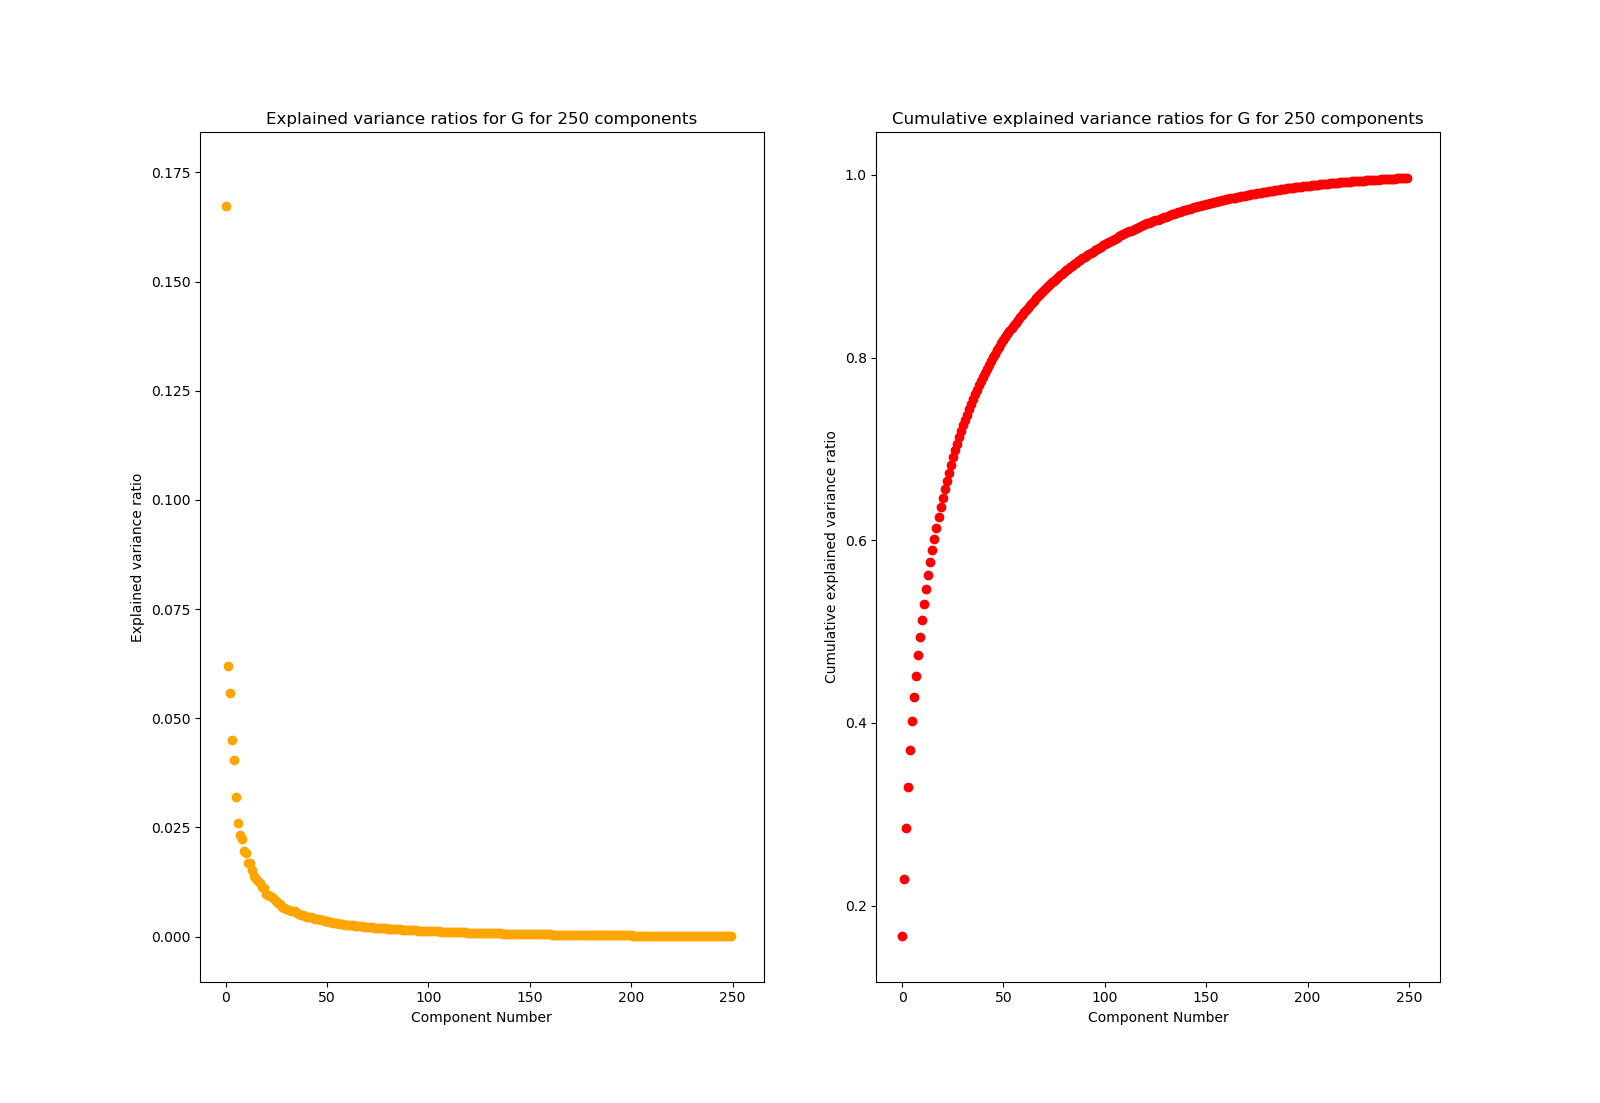 Explained variance ratios for G for 250 components
0.175
0.150
0.125
0.100
0.075
0.050
0.025
0.000
Explained variance ratio
0 50 100 150 200 250
Component Number
Cumulative explained variance ratios for G for 250 components
1.0
0.8
0.6
0.4
0.2
Cumulative explained variance ratio
0 50 100 150 200 250
Component Number